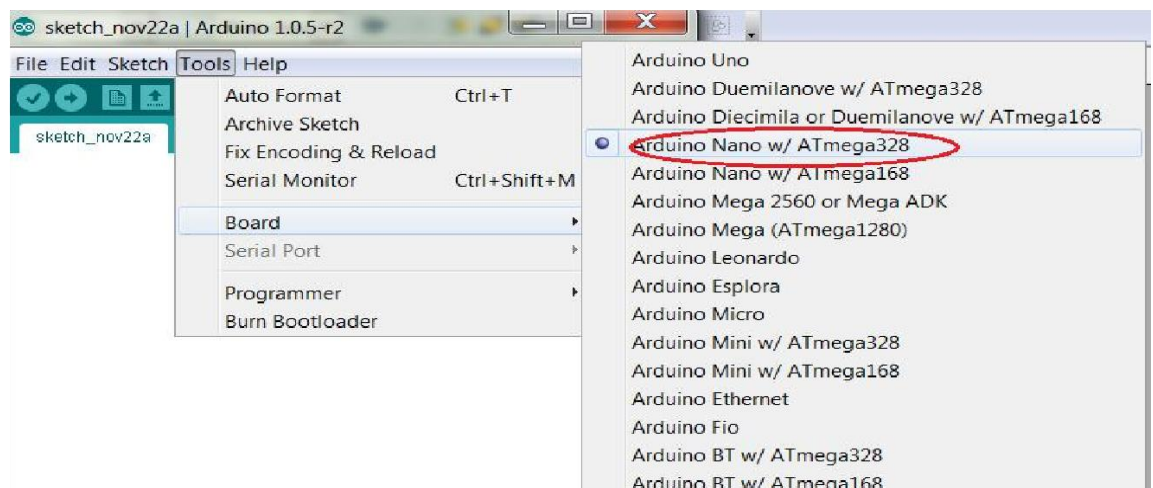 sketch_nov22a | Arduino 1.0.5-r2
File Edit Sketch Tools Help
sketch_nov22a
Auto Format Ctrl+T
Archive Sketch
Fix Encoding & Reload
Serial Monitor Ctrl+Shift+M
Board
Serial Port
Programmer
Burn Bootloader
Arduino Uno
Arduino Duemilanove w/ ATmega328
Arduino Diecimila or Duemilanove w/ ATmega168
Arduino Nano w/ ATmega328
Arduino Nano w/ ATmega168
Arduino Mega 2560 or Mega ADK
Arduino Mega (ATmega1280)
Arduino Leonardo
Arduino Esplora
Arduino Micro
Arduino Mini w/ ATmega328
Arduino Mini w/ ATmega168
Arduino Ethernet
Arduino Fio
Arduino BT w/ ATmega328
Arduino BT w/ ATmega168